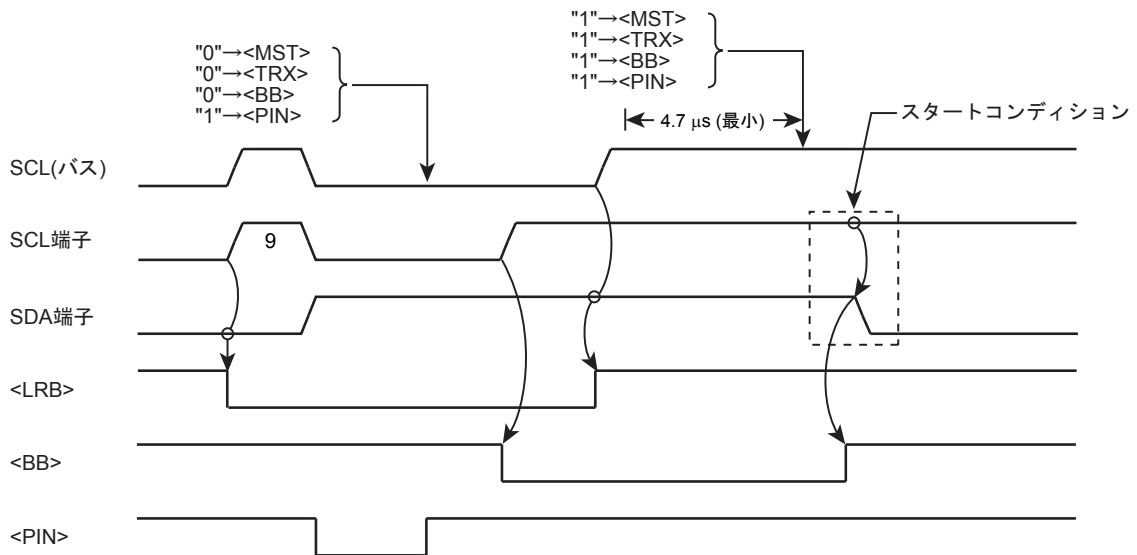 "0"→<MST>
"0"→<TRX>
"0"→<BB>
"1"→<PIN>
"1"→<MST>
"1"→<TRX>
"1"→<BB>
"1"→<PIN>
4.7 μs (最小)
スタートコンディション
SCL(バス)
SCL端子
9
SDA端子
<LRB>
<BB>
<PIN>